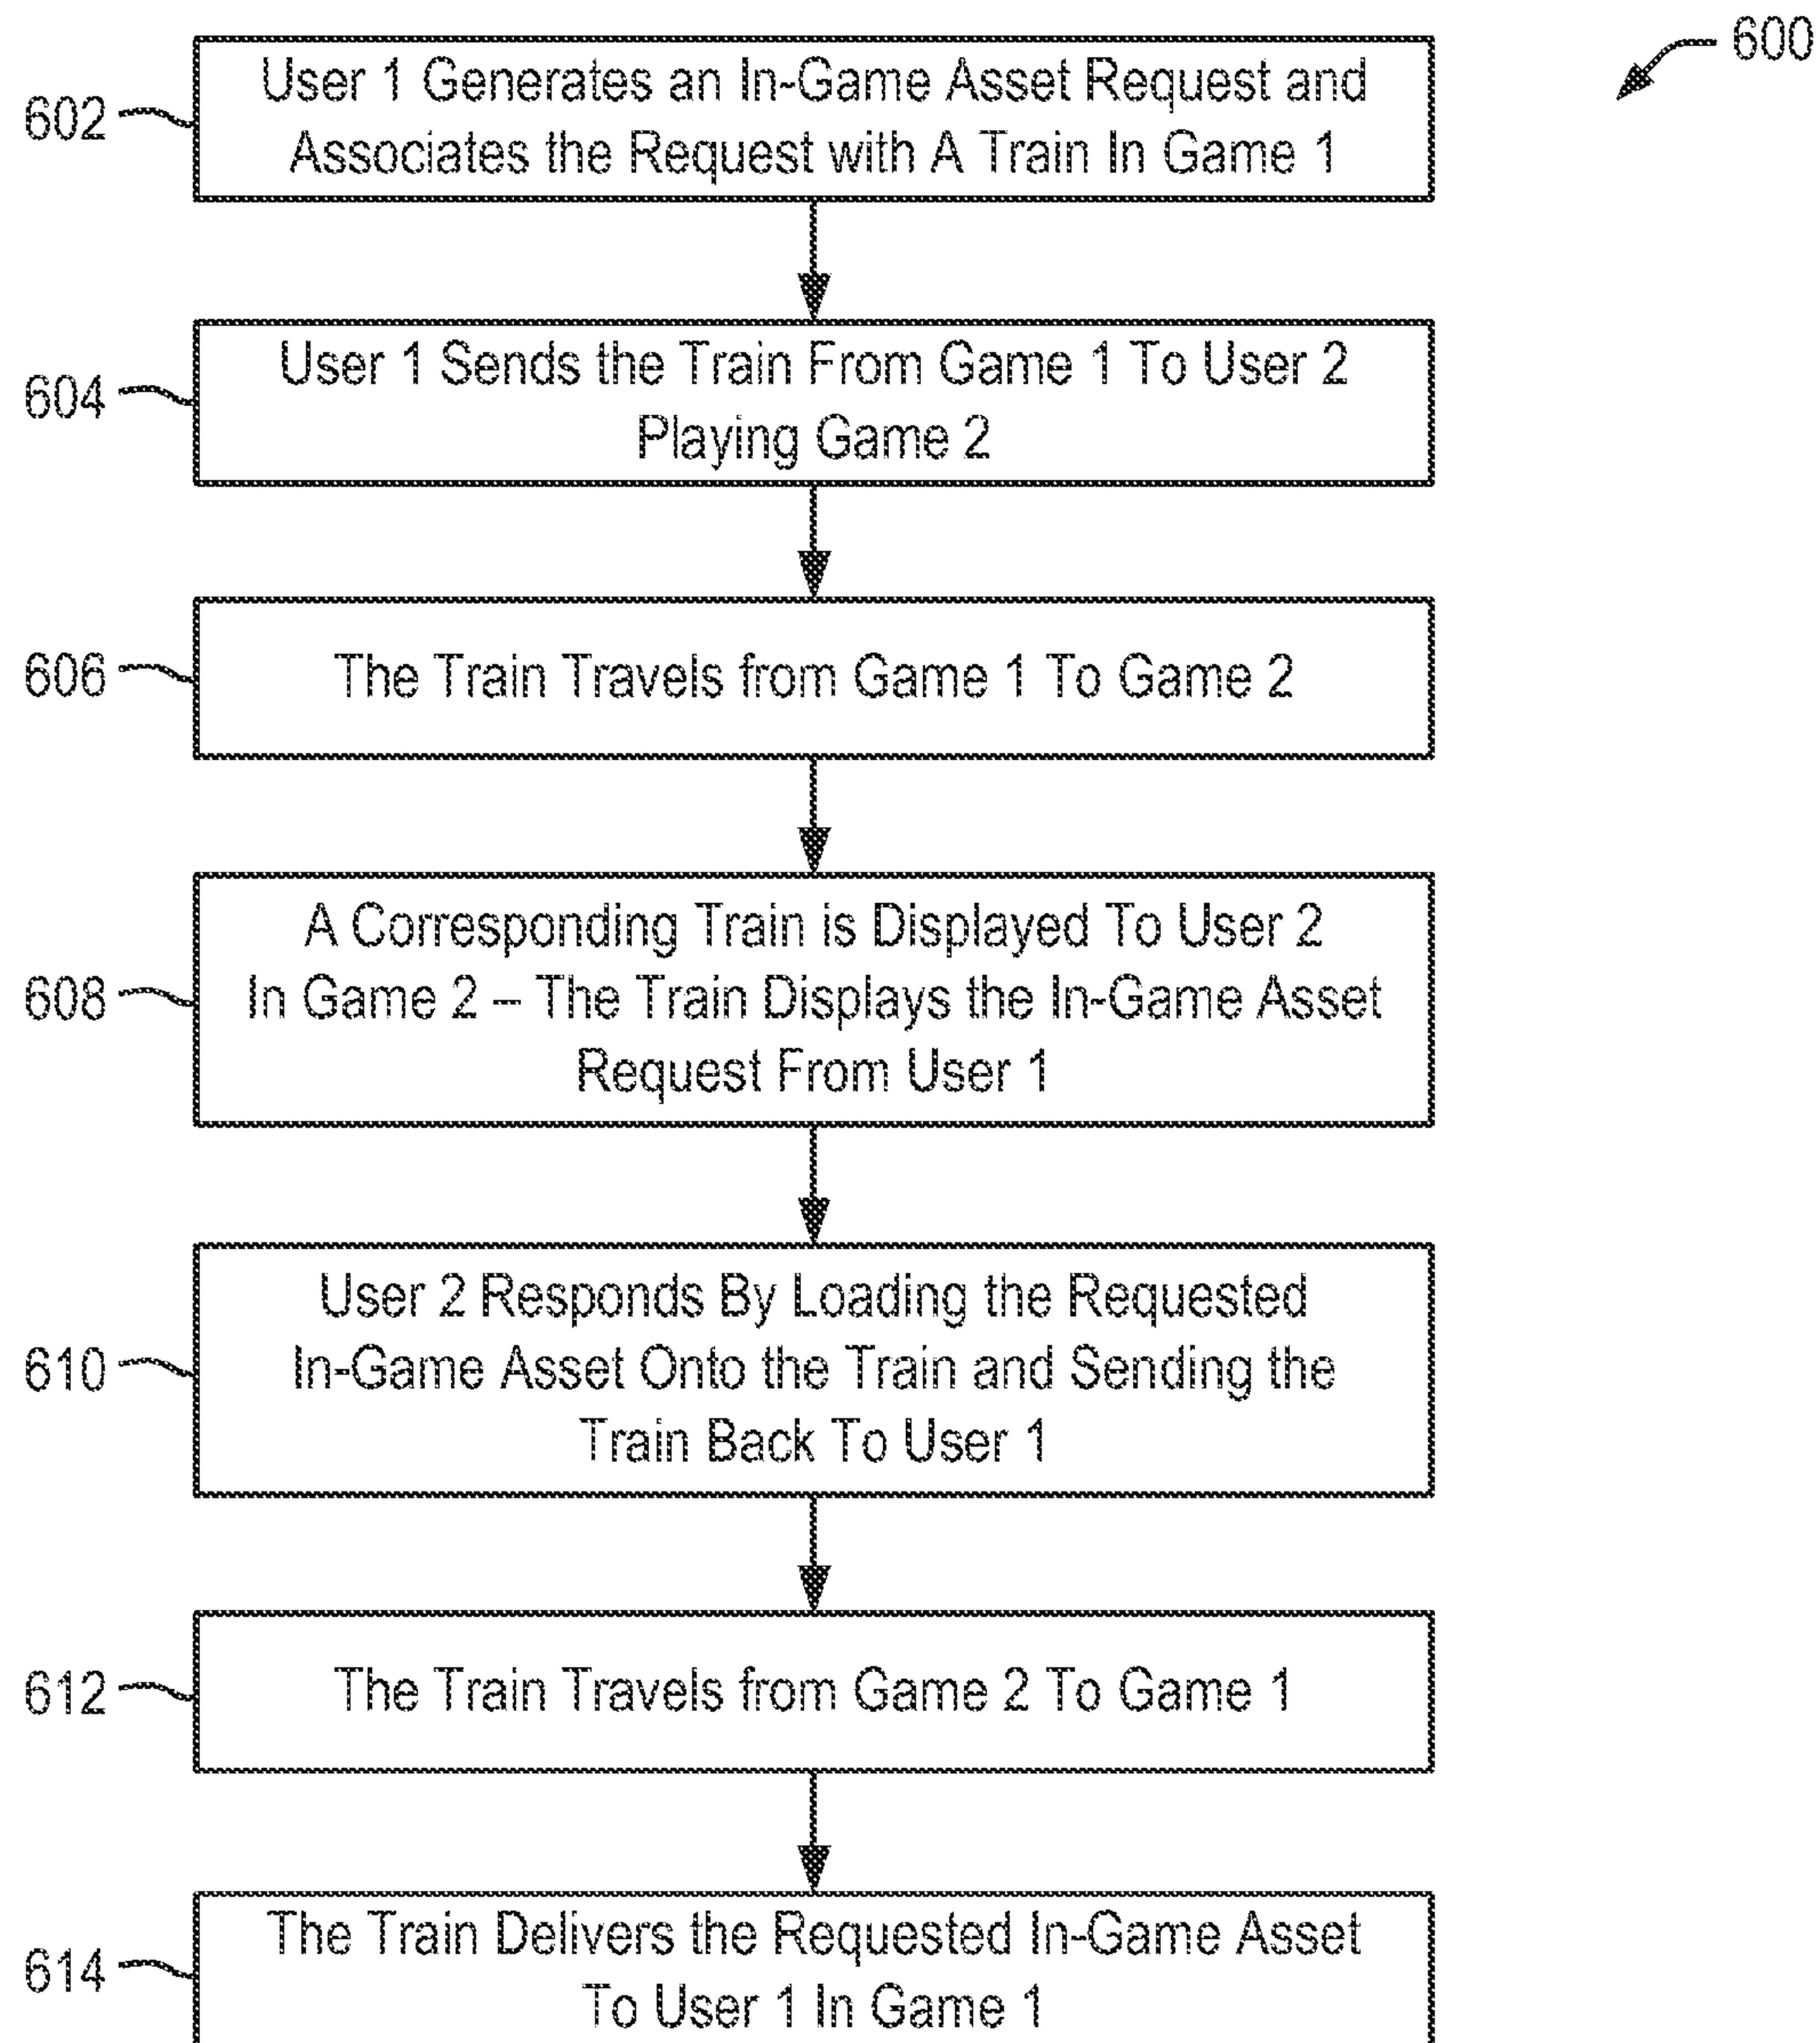 600
602
User 1 Generates an In-Game Asset Request and
Associates the Request with A Train In Game 1
604
User 1 Sends the Train From Game 1 To User 2
Playing Game 2
606
The Train Travels from Game 1 To Game 2
608
A Corresponding Train is Displayed To User 2
In Game 2 – The Train Displays the In-Game Asset
Request From User 1
610
User 2 Responds By Loading the Requested
In-Game Asset Onto the Train and Sending the
Train Back To User 1
612
The Train Travels from Game 2 To Game 1
614
The Train Delivers the Requested In-Game Asset
To User 1 In Game 1